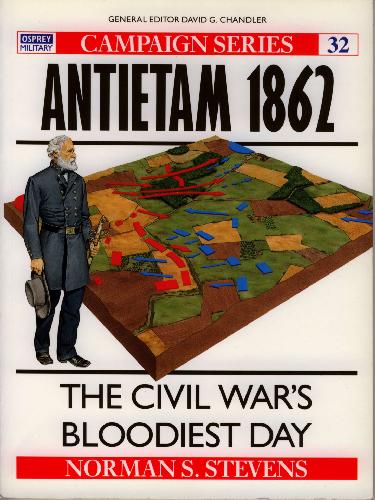 GENERAL EDITOR DAVID G. CHANDLER
OSPREY
MILITARY
CAMPAIGN SERIES
32
ANTIETAM 1862
THE CIVIL WAR'S
BLOODIEST DAY
NORMAN S. STEVENS